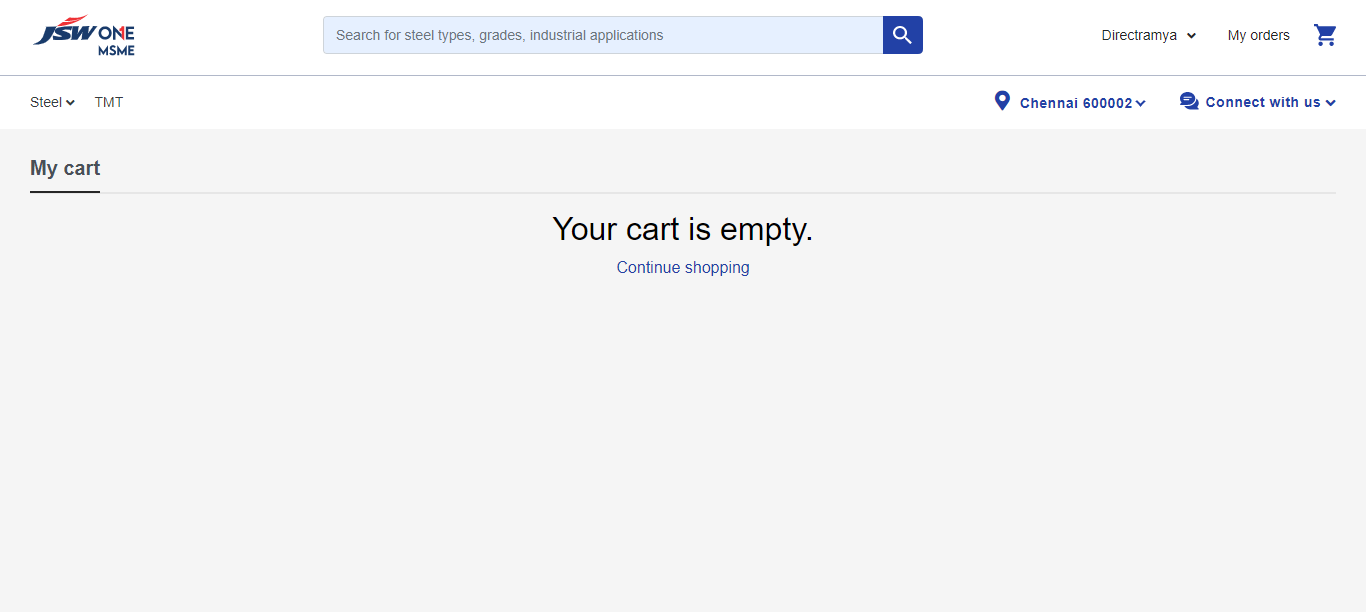 JSW ONE
MSME
Search for steel types, grades, industrial applications
Directramya
My orders
Steel
TMT
Chennai 600002
Connect with us
My cart
Your cart is empty.
Continue shopping